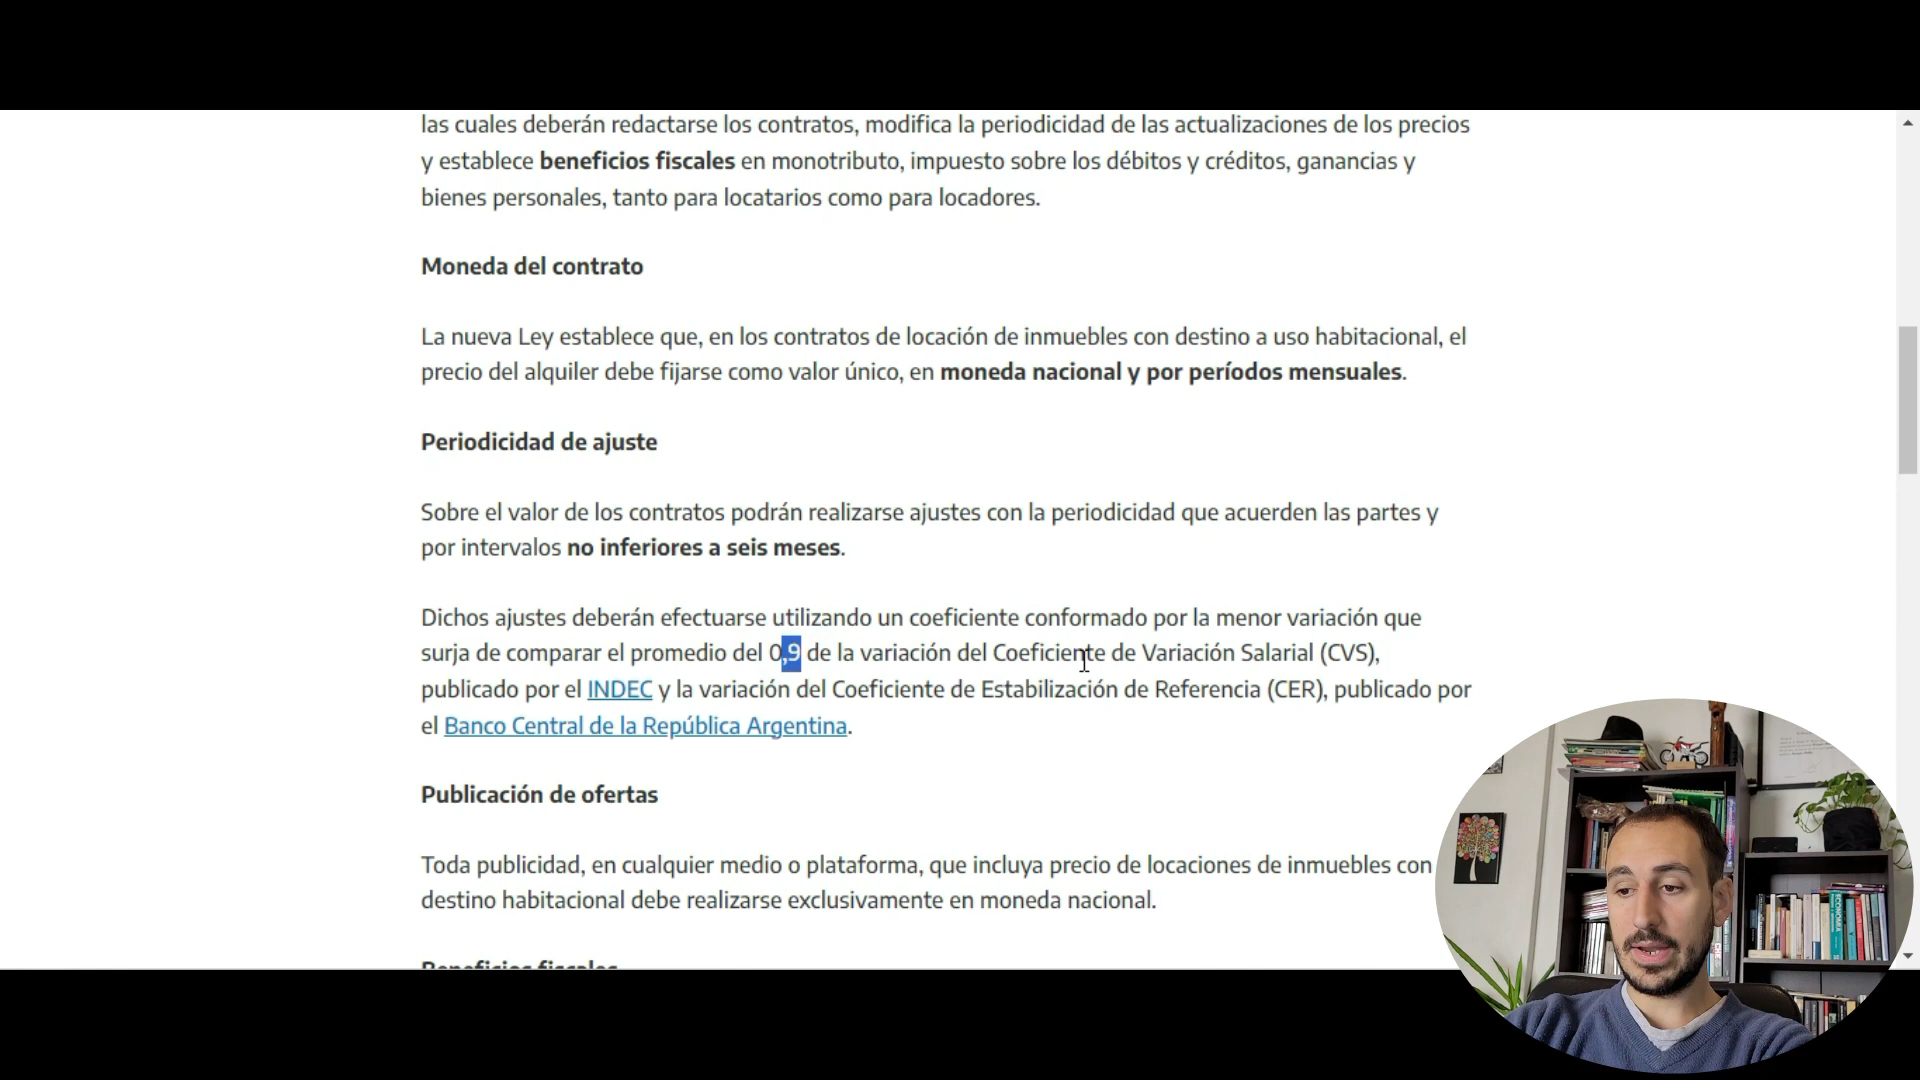 las cuales deberán redactarse los contratos, modifica la periodicidad de las actualizaciones de los precios
y establece beneficios fiscales en monotributo, impuesto sobre los débitos y créditos, ganancias y
bienes personales, tanto para locatarios como para locadores.
Moneda del contrato
La nueva Ley establece que, en los contratos de locación de inmuebles con destino a uso habitacional, el
precio del alquiler debe fijarse como valor único, en moneda nacional y por períodos mensuales.
Periodicidad de ajuste
Sobre el valor de los contratos podrán realizarse ajustes con la periodicidad que acuerden las partes y
por intervalos no inferiores a seis meses.
Dichos ajustes deberán efectuarse utilizando un coeficiente conformado por la menor variación que
surja de comparar el promedio del 0,9 de la variación del Coeficiente de Variación Salarial (CVS),
publicado por el INDEC y la variación del Coeficiente de Estabilización de Referencia (CER), publicado por
el Banco Central de la República Argentina.
Publicación de ofertas
Toda publicidad, en cualquier medio o plataforma, que incluya precio de locaciones de inmuebles con
destino habitacional debe realizarse exclusivamente en moneda nacional.
Beneficios fiscales
ECONOMIA